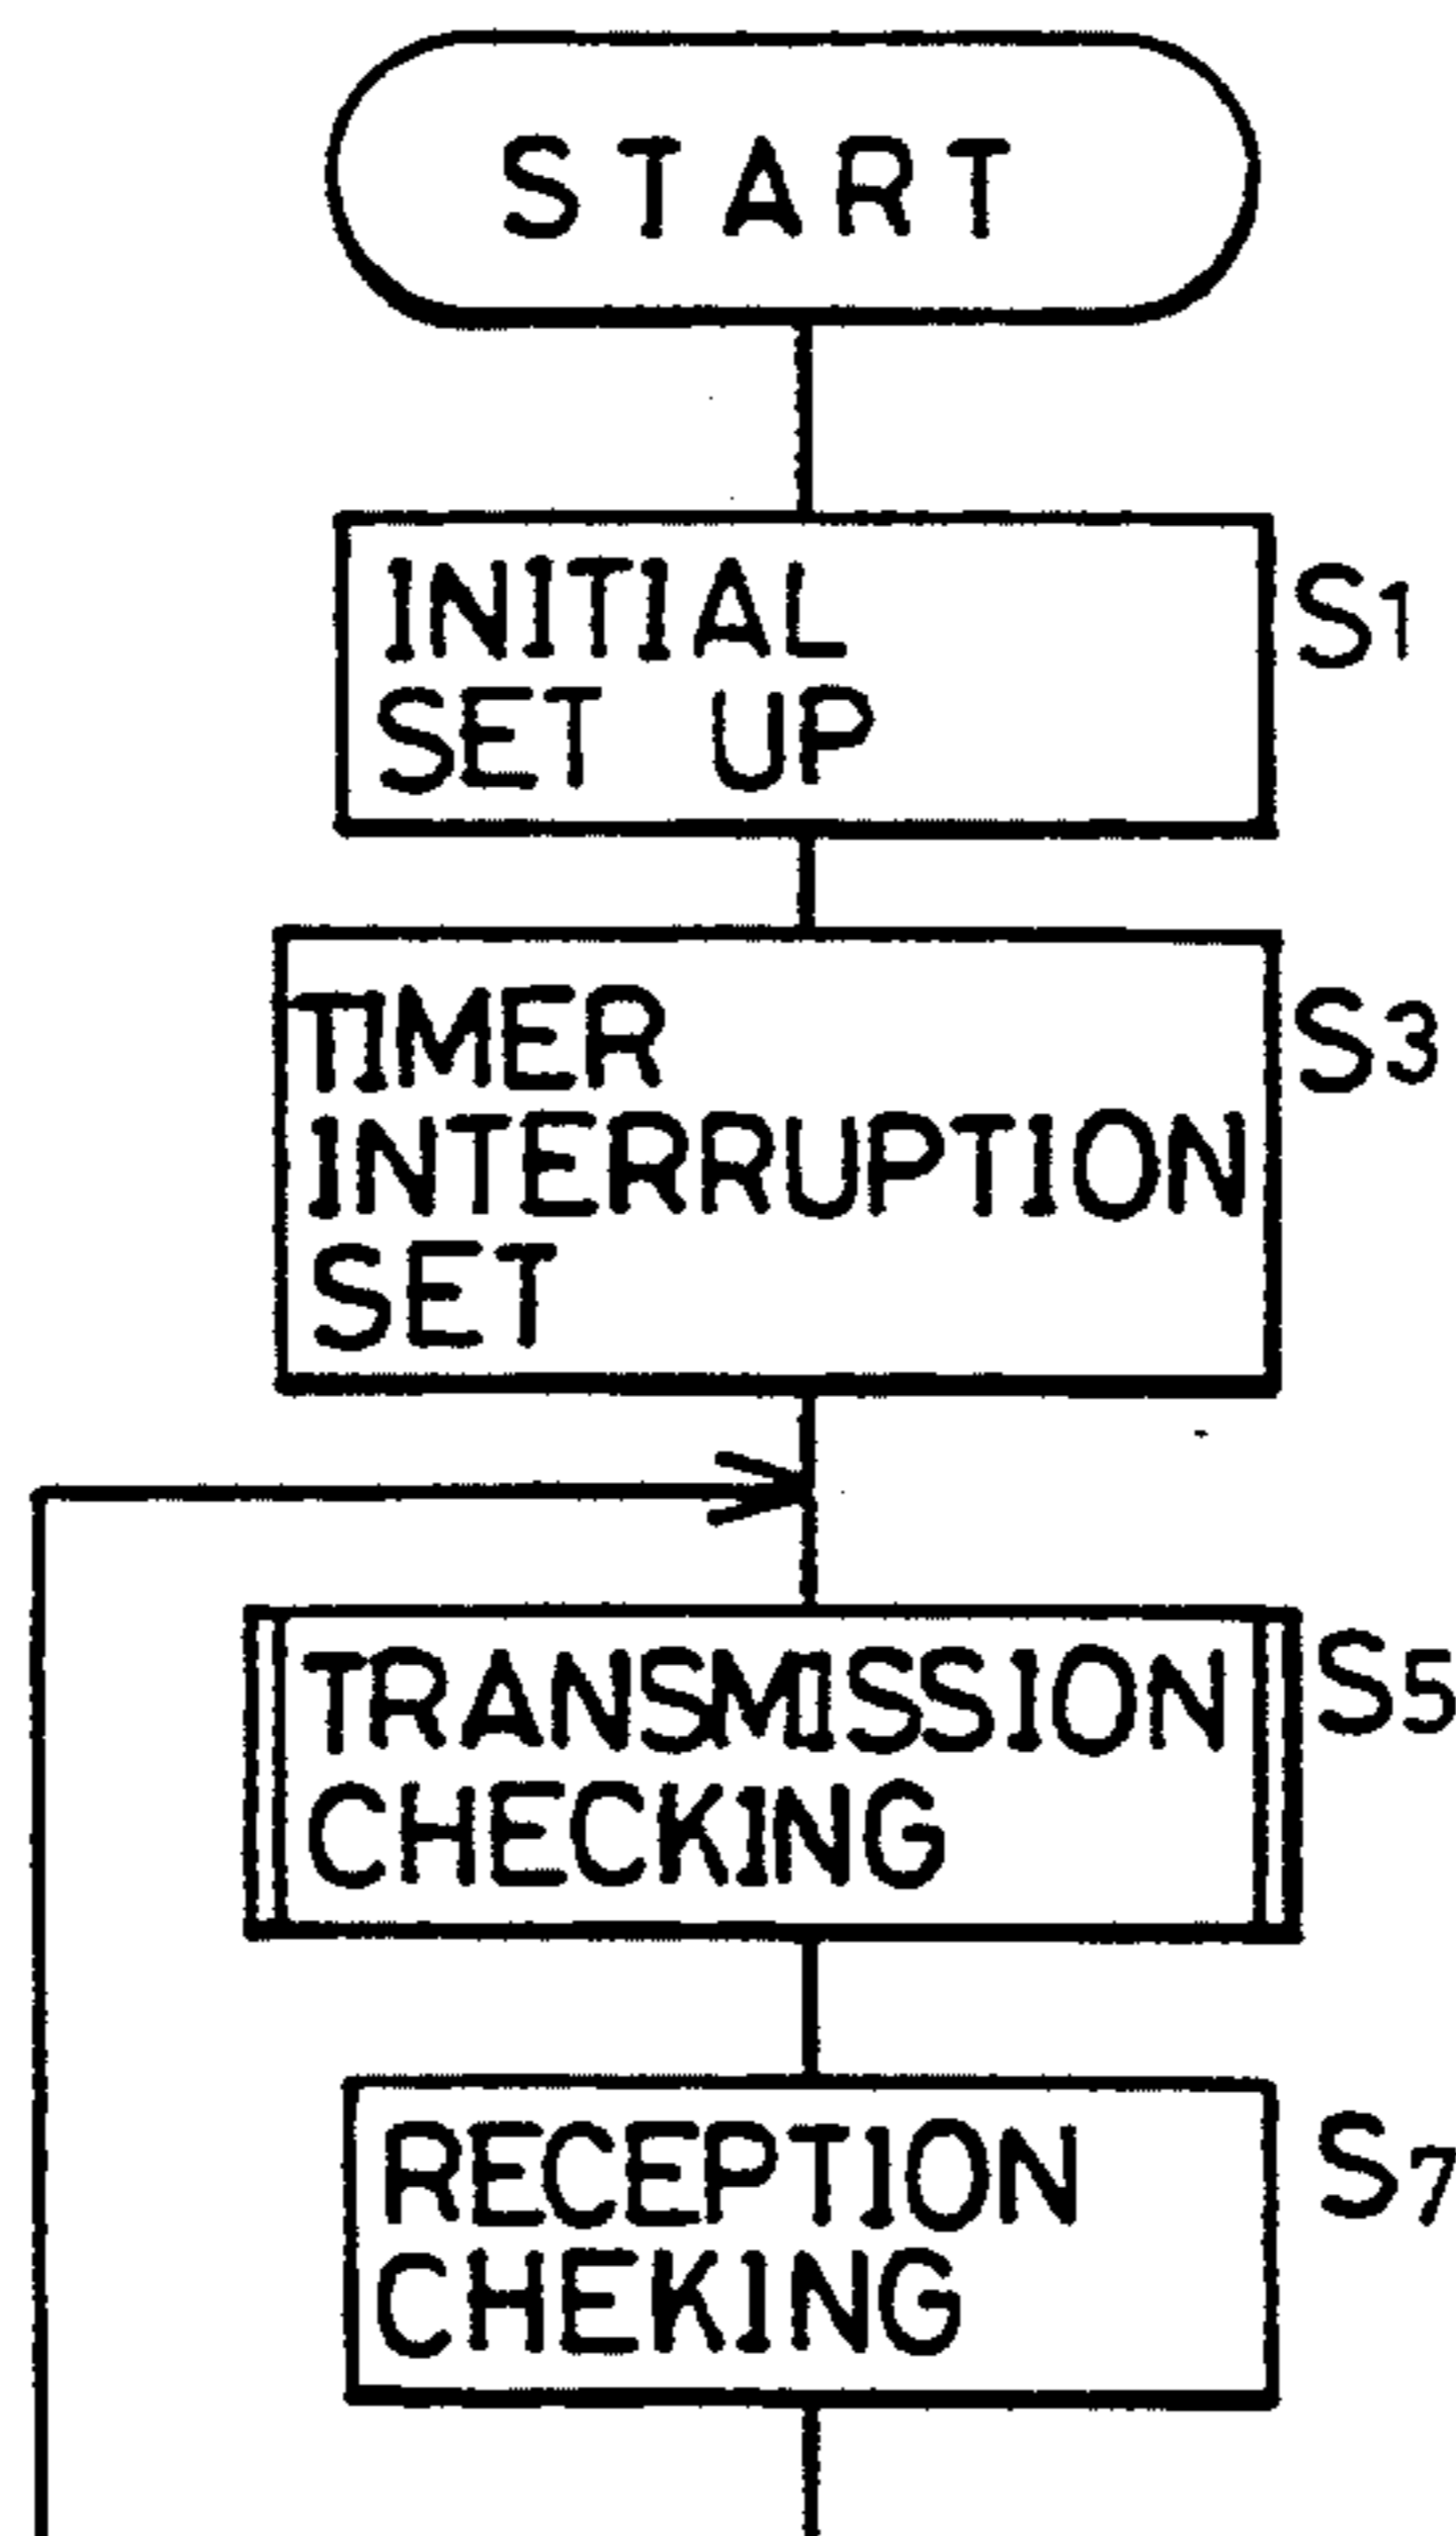 START
INITIAL
SET UP
S1
TIMER
INTERRUPTION
SET
S3
TRANSMISSION
CHECKING
S5
RECEPTION
CHEKING
S7